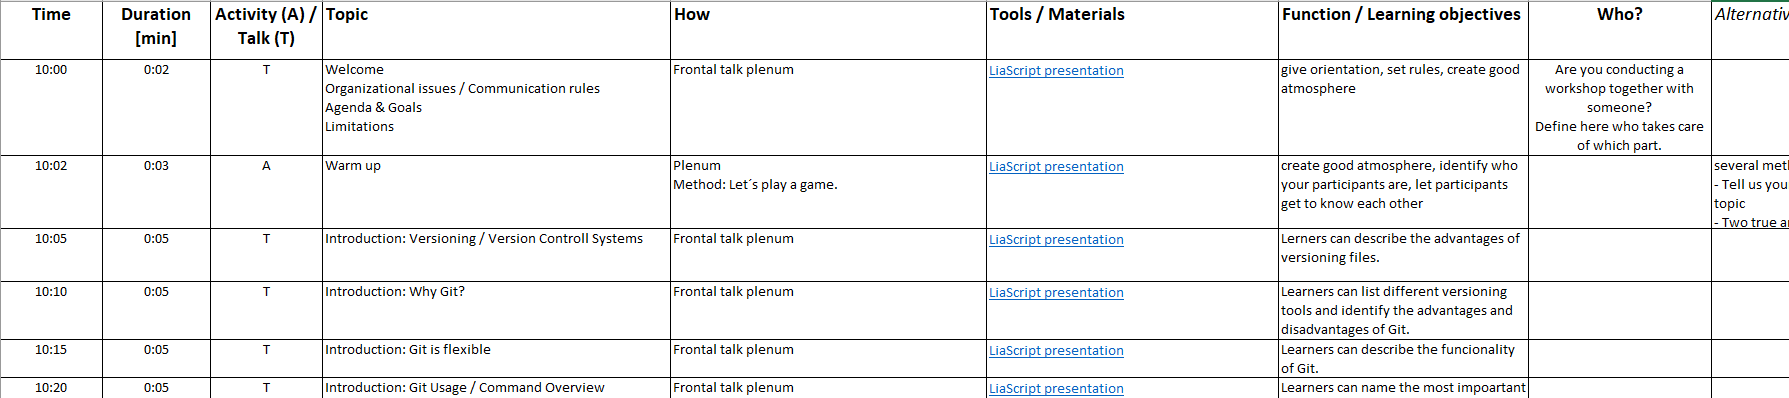 Time Duration [min] Activity (A) / Talk (T) Topic How Tools / Materials Function / Learning objectives Who?
10:00 0:02 T Welcome Frontal talk plenum LiaScript presentation give orientation, set rules, create good Are you conducting a
Organizational issues / Communication rules atmosphere workshop together with
Agenda & Goals someone?
Limitations Define here who takes care
of which part.
10:02 0:03 A Warm up Plenum LiaScript presentation create good atmosphere, identify who several
Method: Let´s play a game. your participants are, let participants - Tell us you
get to know each other topic
- Two true
10:05 0:05 T Introduction: Versioning / Version Controll Systems Frontal talk plenum LiaScript presentation Lerners can describe the advantages of
versioning files.
10:10 0:05 T Introduction: Why Git? Frontal talk plenum LiaScript presentation Learners can list different versioning
tools and identify the advantages and
disadvantages of Git.
10:15 0:05 T Introduction: Git is flexible Frontal talk plenum LiaScript presentation Learners can describe the funcionality
of Git.
10:20 0:05 T Introduction: Git Usage / Command Overview Frontal talk plenum LiaScript presentation Learners can name the most impoartant